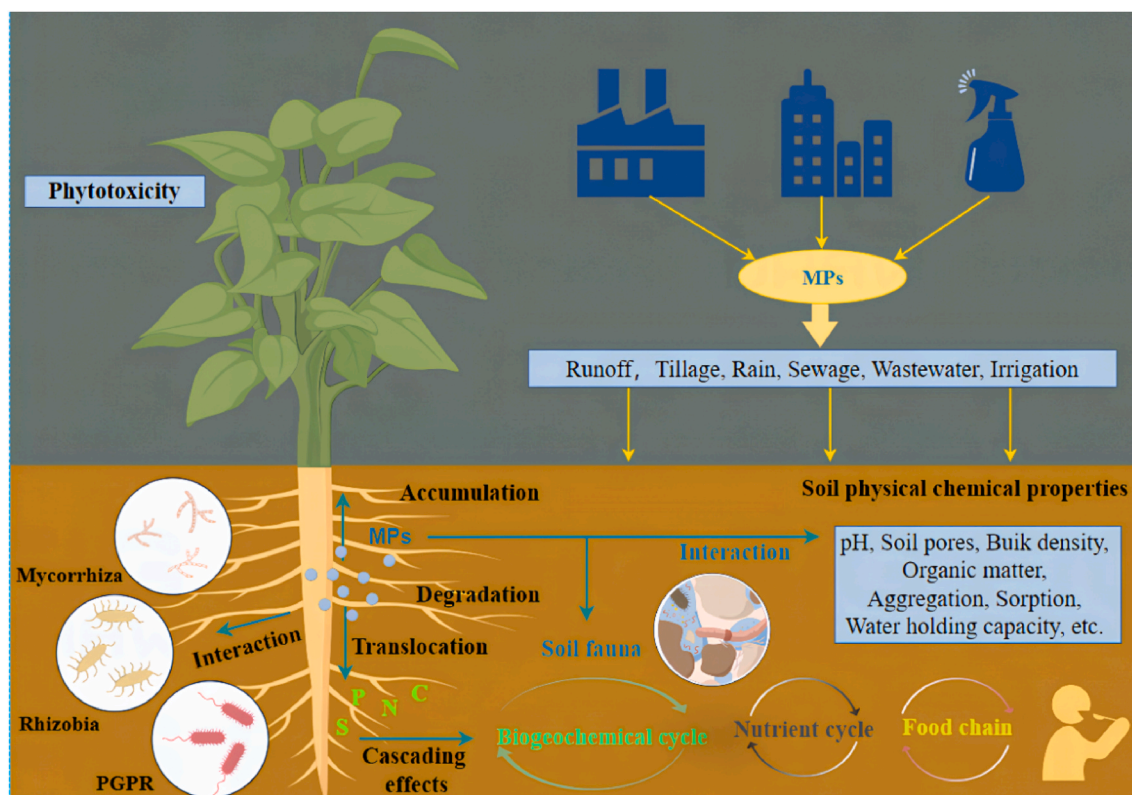 Phytotoxicity
MPs
Runoff, Tillage, Rain, Sewage, Wastewater, Irrigation
Accumulation
Soil physical chemical properties
MPs
Interaction
pH, Soil pores, Buik density,
Organic matter,
Aggregation, Sorption,
Water holding capacity, etc.
Mycorrhiza
Degradation
Interaction
Translocation
Soil fauna
Rhizobia
P
C
N
S
PGPR
Cascading
effects
Biogeochemical cycle
Nutrient cycle
Food chain